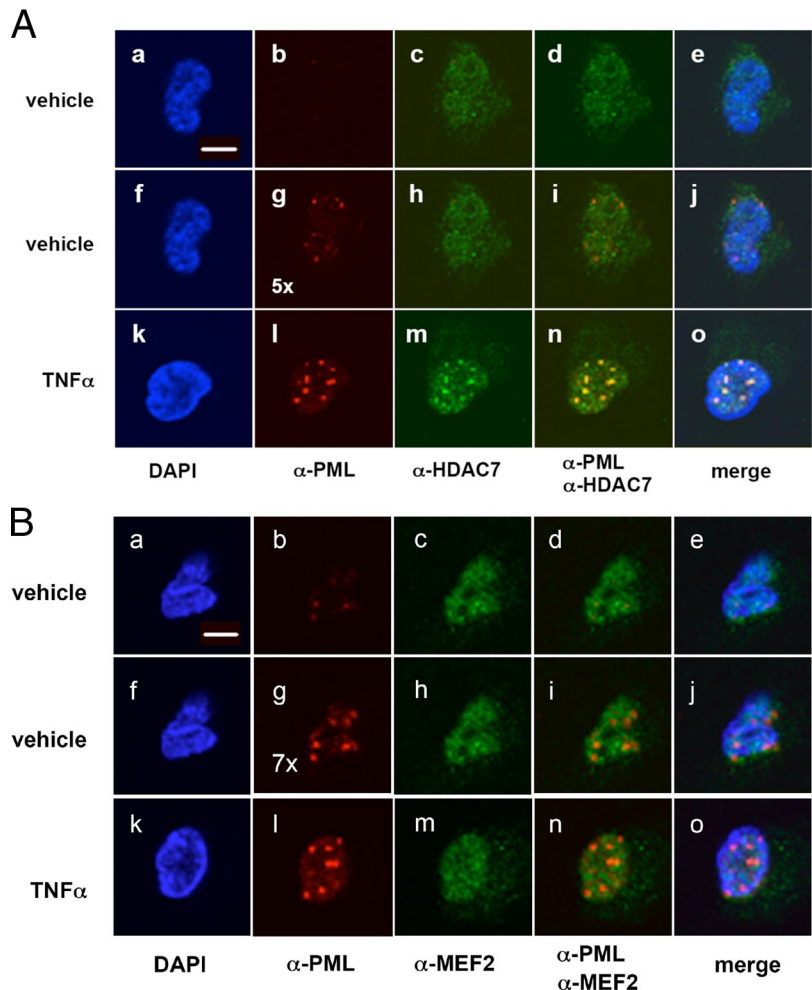 A
a b c d e
vehicle
f g h i j
vehicle
5x
k l m n o
TNFα
DAPI α-PML α-HDAC7 α-PML merge
α-HDAC7
B
a b c d e
vehicle
f g h i j
vehicle
7x
k l m n o
TNFα
DAPI α-PML α-MEF2 α-PML merge
α-MEF2